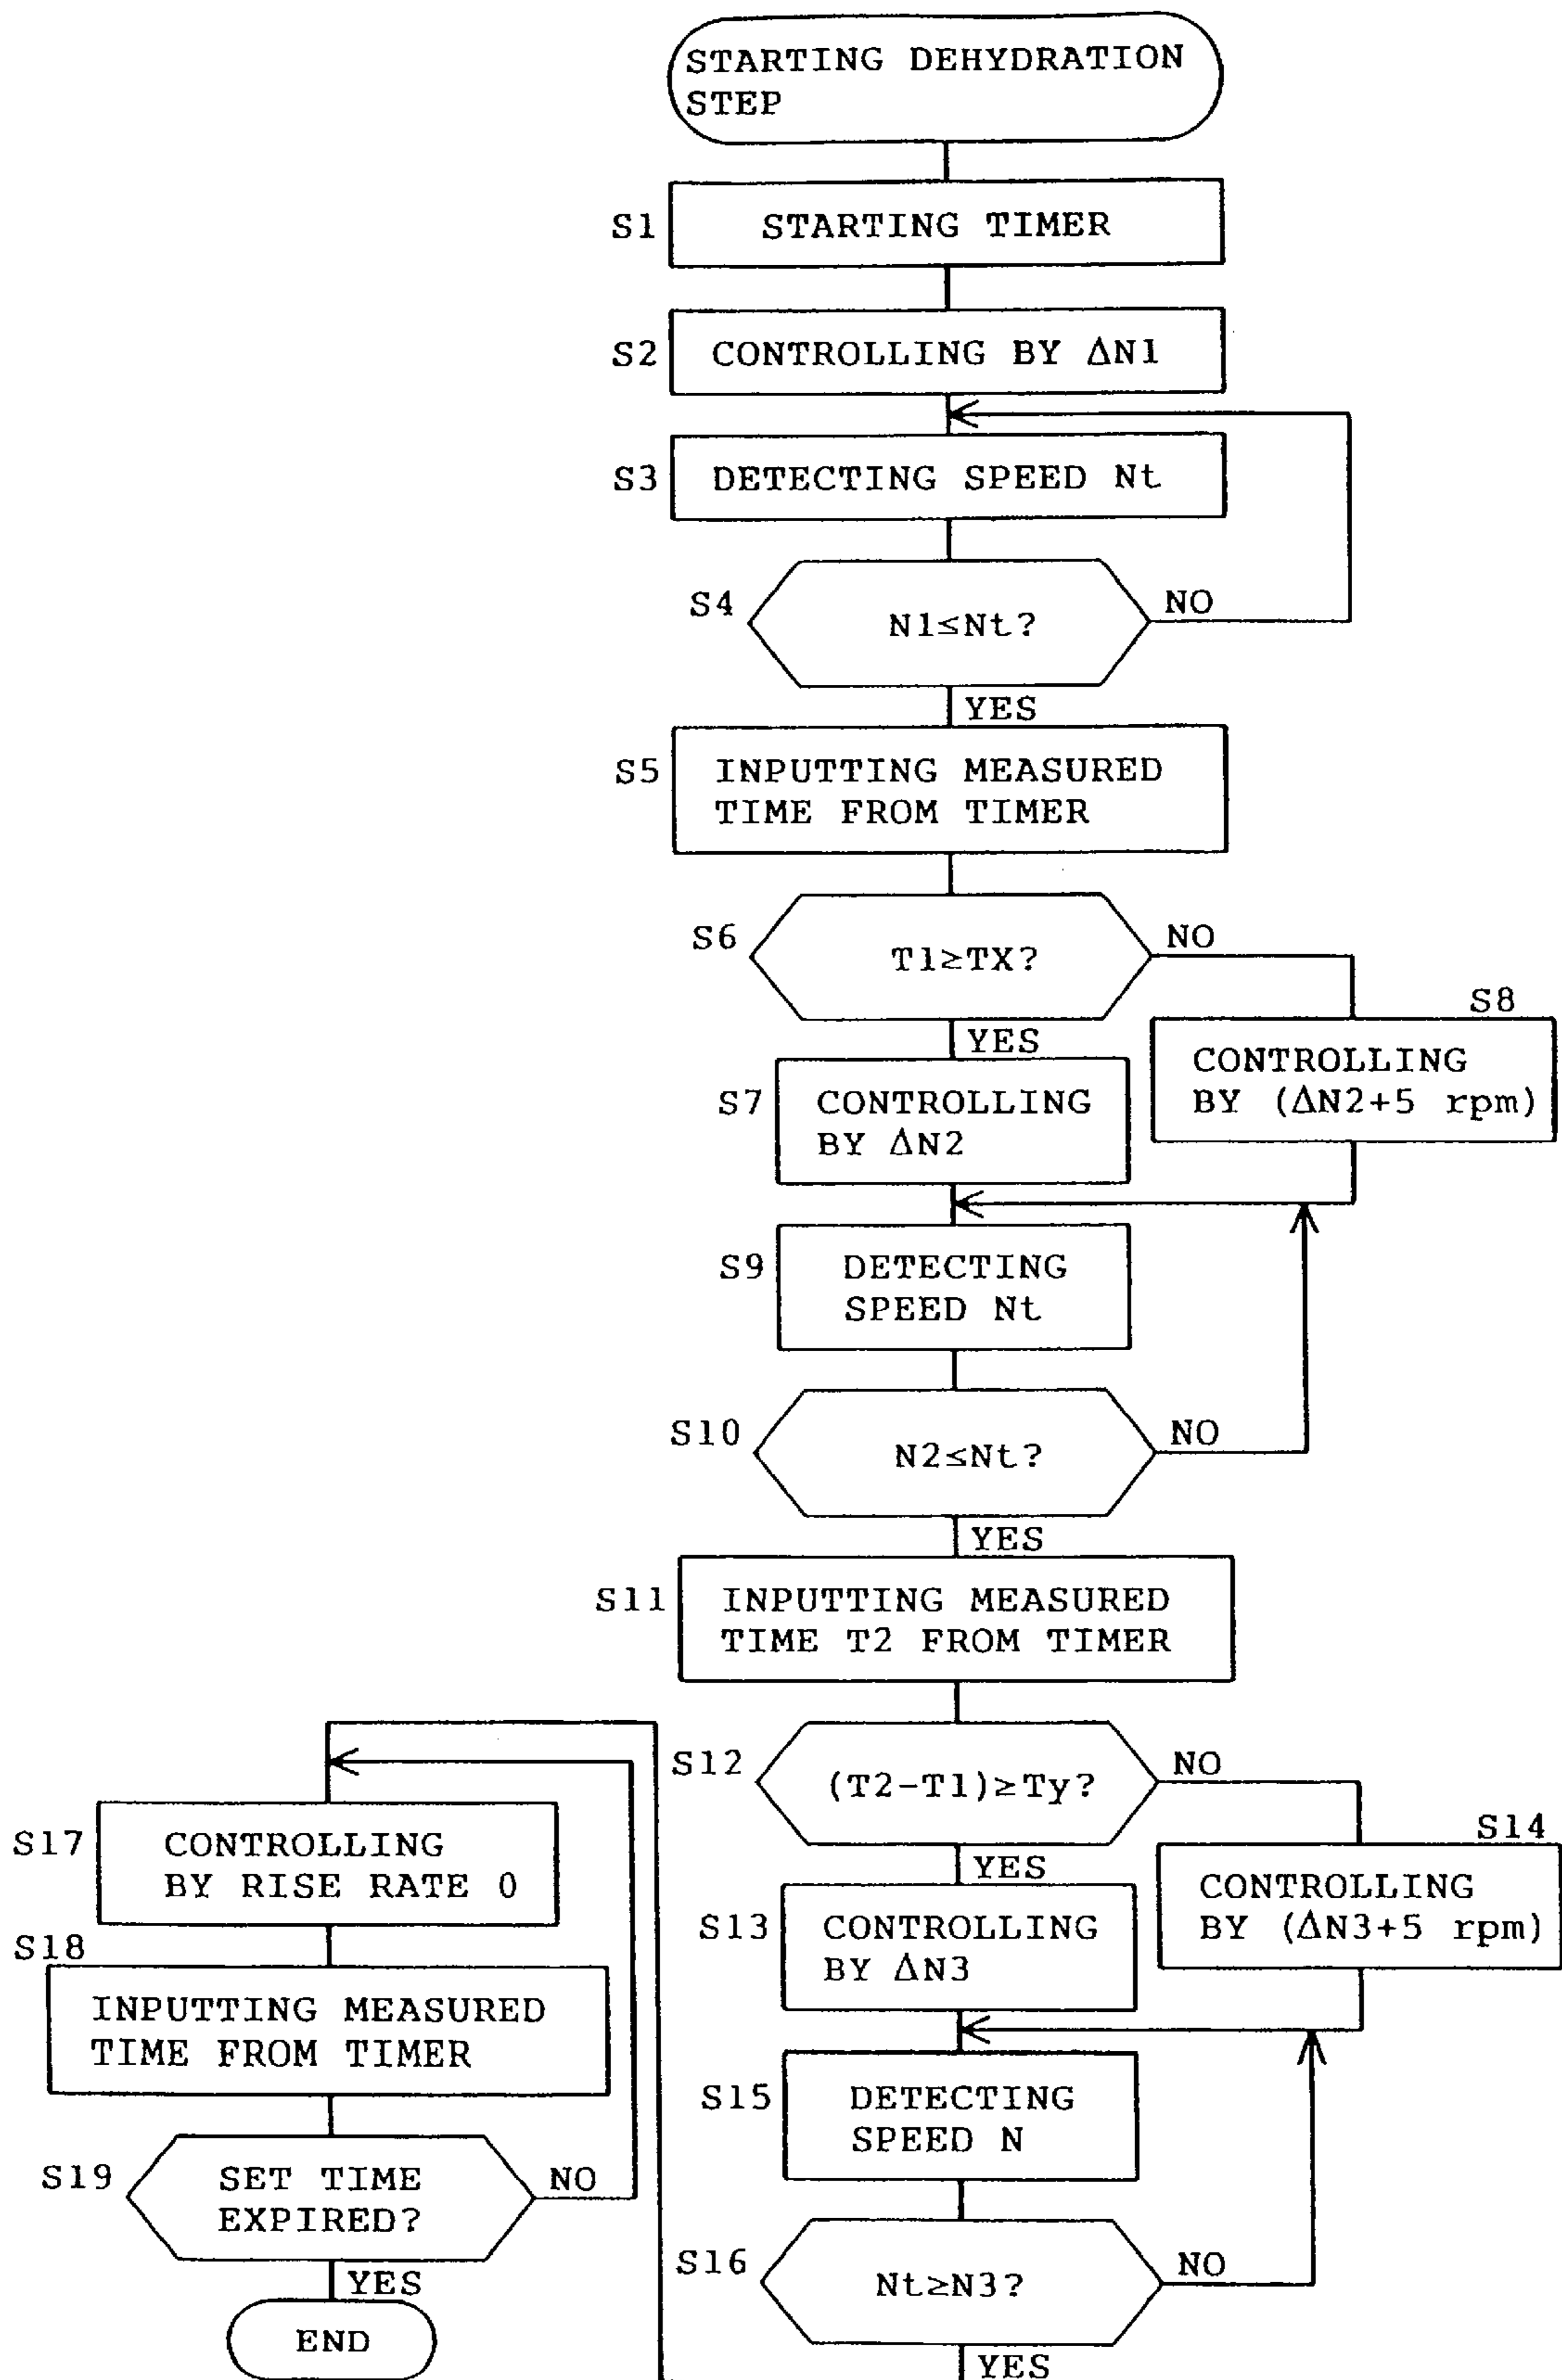 STARTING DEHYDRATION
STEP
S1
STARTING TIMER
S2
CONTROLLING BY ΔN1
S3
DETECTING SPEED Nt
S4
N1≤Nt?
NO
YES
S5
INPUTTING MEASURED
TIME FROM TIMER
S6
T1≥TX?
NO
YES
S8
CONTROLLING
BY (ΔN2+5 rpm)
S7
CONTROLLING
BY ΔN2
S9
DETECTING
SPEED Nt
S10
N2≤Nt?
NO
YES
S11
INPUTTING MEASURED
TIME T2 FROM TIMER
S12
(T2-T1)≥Ty?
NO
YES
S14
CONTROLLING
BY (ΔN3+5 rpm)
S13
CONTROLLING
BY ΔN3
S15
DETECTING
SPEED N
S16
Nt≥N3?
NO
YES
S17
CONTROLLING
BY RISE RATE 0
S18
INPUTTING MEASURED
TIME FROM TIMER
S19
SET TIME
EXPIRED?
NO
YES
END